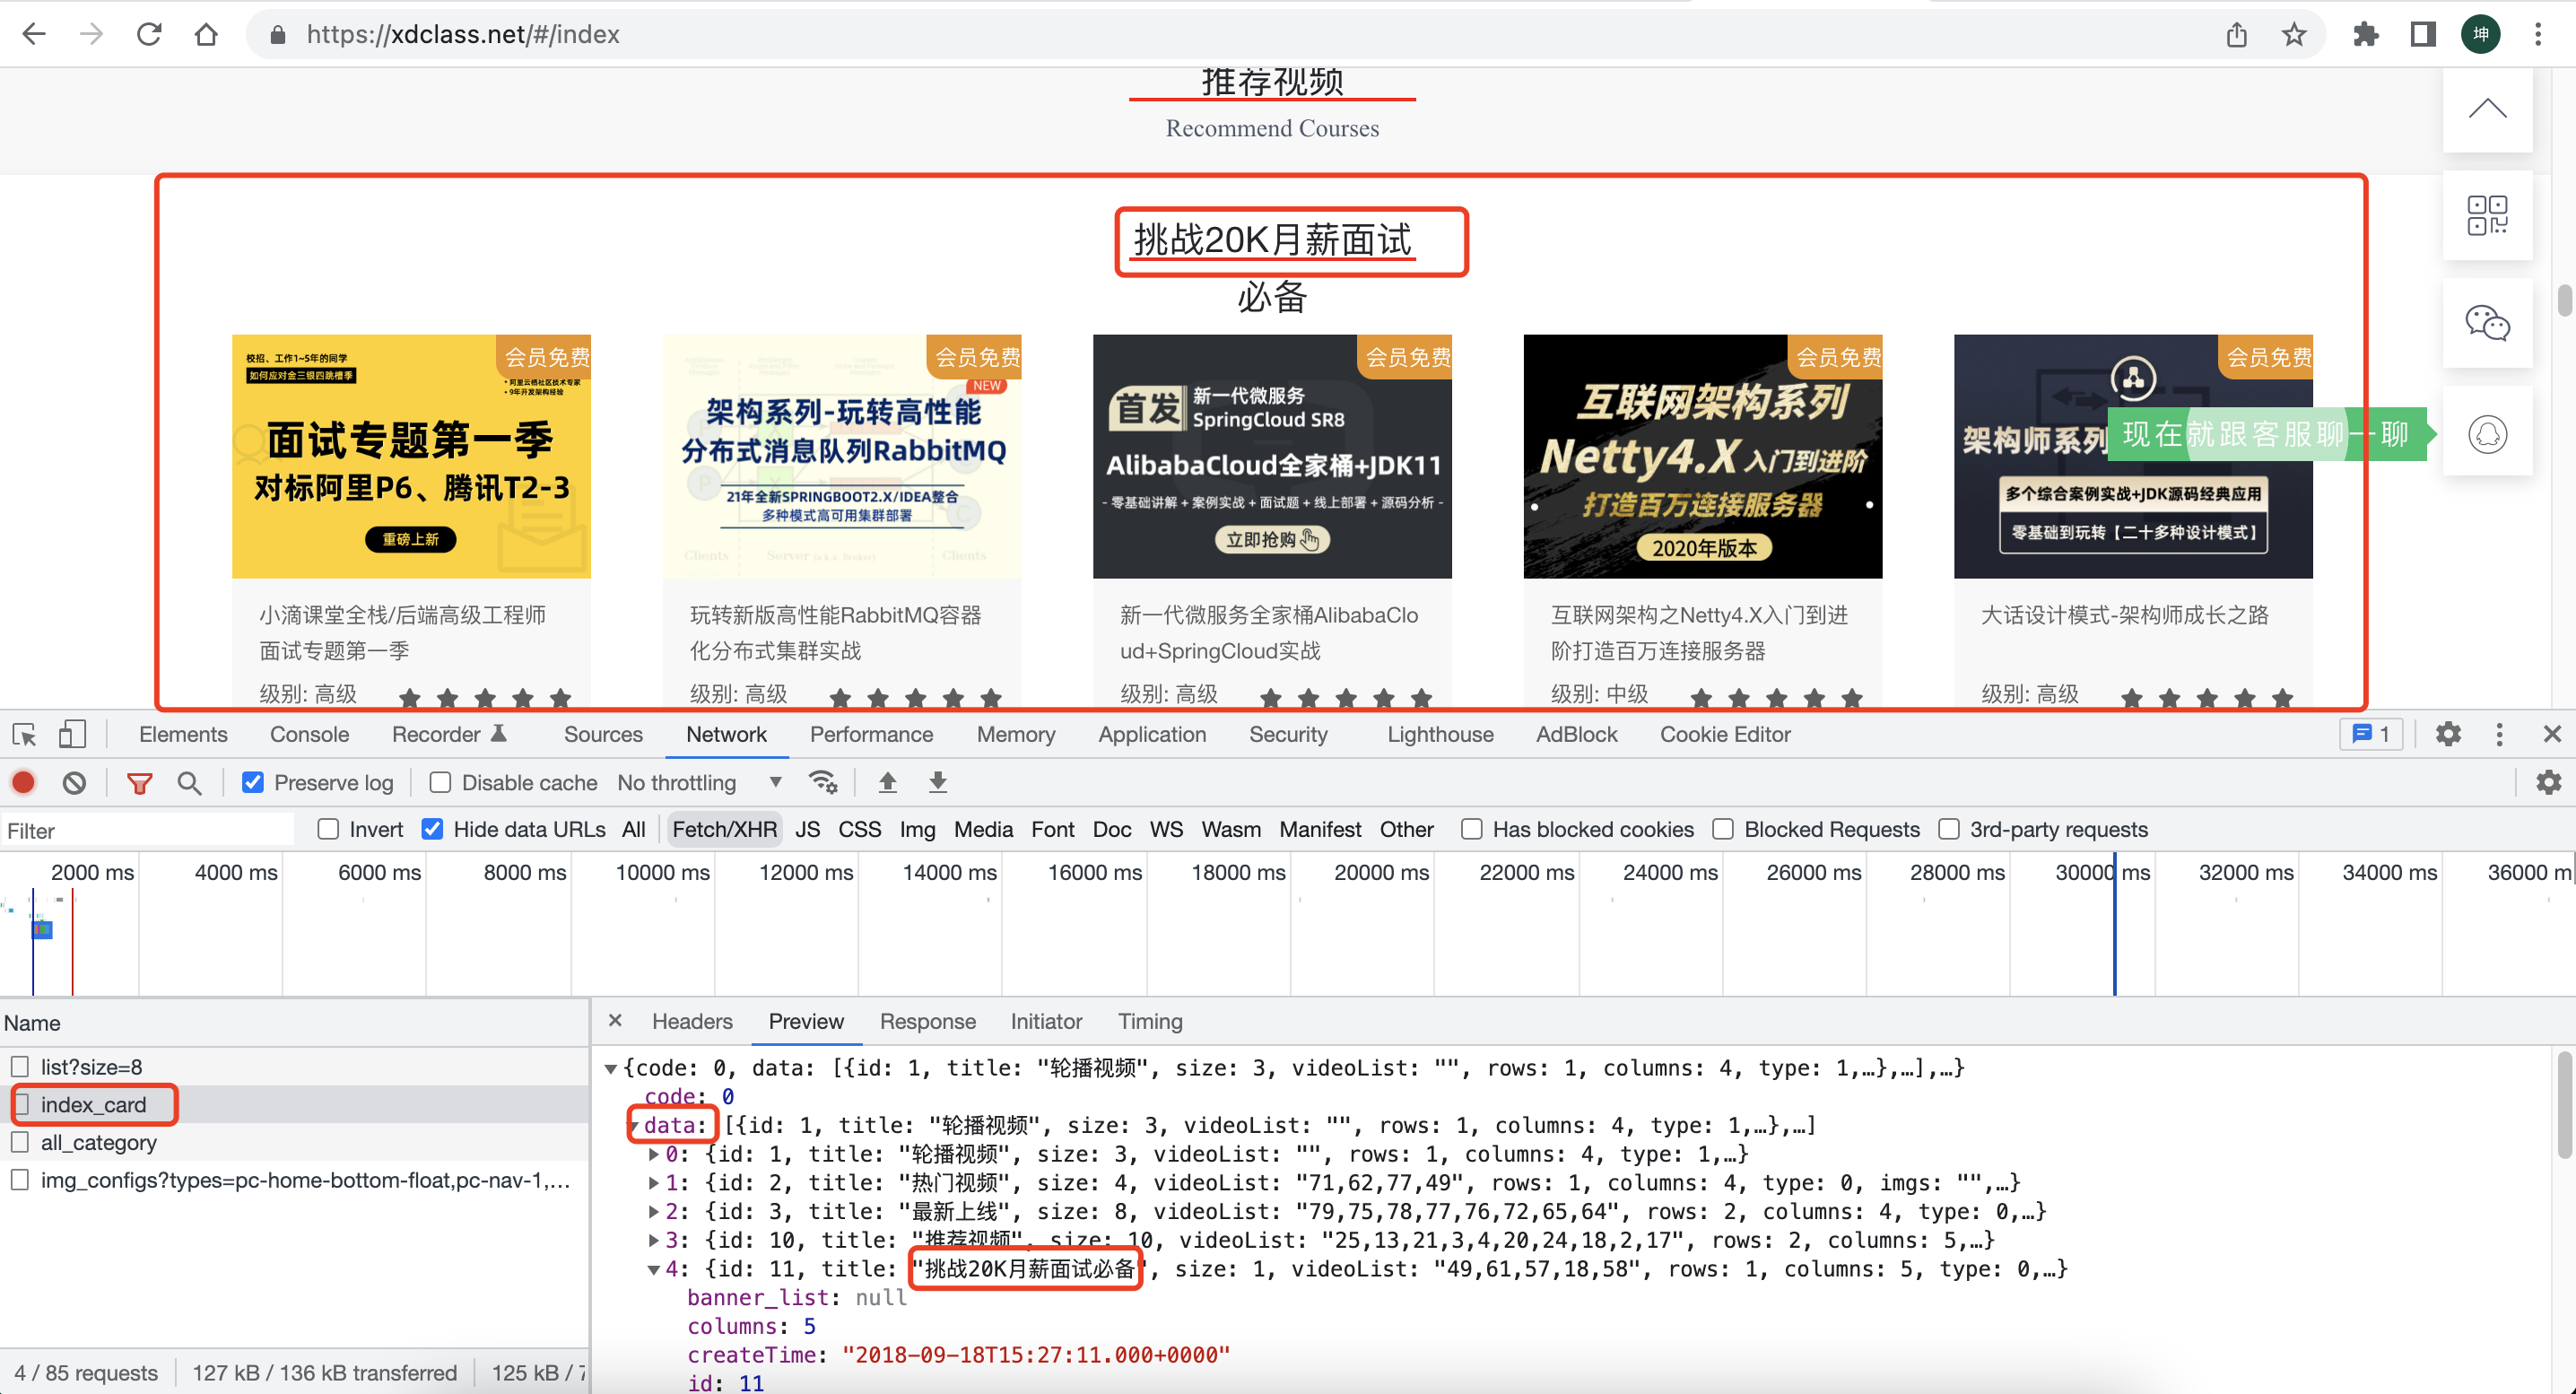 https://xdclass.net/#/index
坤
推荐视频
Recommend Courses
挑战20K月薪面试
必备
校招、工作1~5年的同学
如何应对金三银四跳槽季
会员免费
• 阿里云栖社区技术专家
• 9年开发架构经验
面试专题第一季
对标阿里P6、腾讯T2-3
重磅上新
会员免费
NEW
架构系列-玩转高性能
分布式消息队列RabbitMQ
21年全新SPRINGBOOT2.X/IDEA整合
多种模式高可用集群部署
Clients
Server (a.k.a. Broker)
Clients
会员免费
首发
新一代微服务
SpringCloud SR8
AlibabaCloud全家桶+JDK11
- 零基础讲解 + 案例实战 + 面试题 + 线上部署 + 源码分析 -
立即抢购
会员免费
互联网架构系列
Netty4.X 入门到进阶
打造百万连接服务器
2020年版本
会员免费
架构师系列
现在就跟客服聊一聊
多个综合案例实战+JDK源码经典应用
零基础到玩转【二十多种设计模式】
小滴课堂全栈/后端高级工程师
面试专题第一季
级别: 高级
玩转新版高性能RabbitMQ容器
化分布式集群实战
级别: 高级
新一代微服务全家桶AlibabaClo
ud+SpringCloud实战
级别: 高级
互联网架构之Netty4.X入门到进
阶打造百万连接服务器
级别: 中级
大话设计模式-架构师成长之路
级别: 高级
Elements Console Recorder Sources Network Performance Memory Application Security Lighthouse AdBlock Cookie Editor 1
Preserve log Disable cache No throttling
Filter Invert Hide data URLs All Fetch/XHR JS CSS Img Media Font Doc WS Wasm Manifest Other Has blocked cookies Blocked Requests 3rd-party requests
2000 ms 4000 ms 6000 ms 8000 ms 10000 ms 12000 ms 14000 ms 16000 ms 18000 ms 20000 ms 22000 ms 24000 ms 26000 ms 28000 ms 30000 ms 32000 ms 34000 ms 36000 m
Name
list?size=8
index_card
all_category
img_configs?types=pc-home-bottom-float,pc-nav-1,…
4 / 85 requests 127 kB / 136 kB transferred 125 kB / 7
Headers Preview Response Initiator Timing
{code: 0, data: [{id: 1, title: "轮播视频", size: 3, videoList: "", rows: 1, columns: 4, type: 1,…},…],…}
code: 0
data: [{id: 1, title: "轮播视频", size: 3, videoList: "", rows: 1, columns: 4, type: 1,…},…]
0: {id: 1, title: "轮播视频", size: 3, videoList: "", rows: 1, columns: 4, type: 1,…}
1: {id: 2, title: "热门视频", size: 4, videoList: "71,62,77,49", rows: 1, columns: 4, type: 0, imgs: "",…}
2: {id: 3, title: "最新上线", size: 8, videoList: "79,75,78,77,76,72,65,64", rows: 2, columns: 4, type: 0,…}
3: {id: 10, title: "推荐视频", size: 10, videoList: "25,13,21,3,4,20,24,18,2,17", rows: 2, columns: 5,…}
4: {id: 11, title: "挑战20K月薪面试必备", size: 1, videoList: "49,61,57,18,58", rows: 1, columns: 5, type: 0,…}
banner_list: null
columns: 5
createTime: "2018-09-18T15:27:11.000+0000"
id: 11